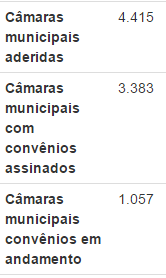 Câmaras 4.415
municipais
aderidas
Câmaras 3.383
municipais
com
convênios
assinados
Câmaras 1.057
municipais
convênios em
andamento